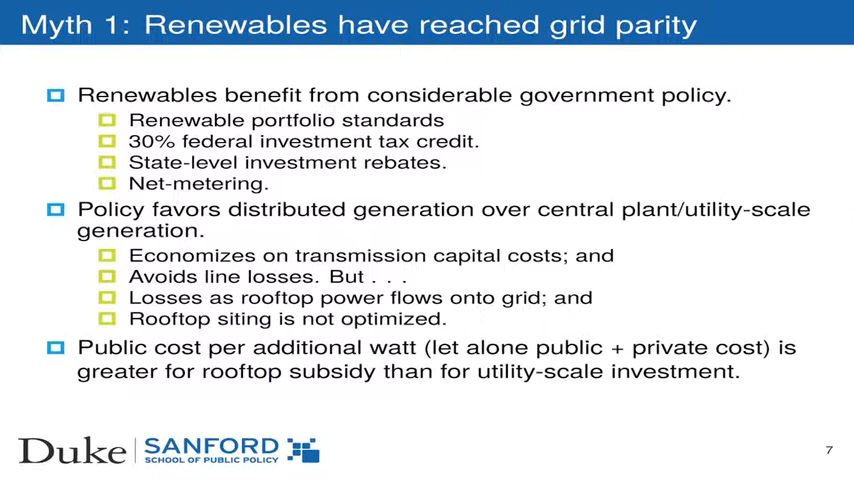 Myth 1: Renewables have reached grid parity
Renewables benefit from considerable government policy.
Renewable portfolio standards
30% federal investment tax credit.
State-level investment rebates.
Net-metering.
Policy favors distributed generation over central plant/utility-scale
generation.
Economizes on transmission capital costs; and
Avoids line losses. But . . .
Losses as rooftop power flows onto grid; and
Rooftop siting is not optimized.
Public cost per additional watt (let alone public + private cost) is
greater for rooftop subsidy than for utility-scale investment.
Duke
SANFORD
SCHOOL OF PUBLIC POLICY
7